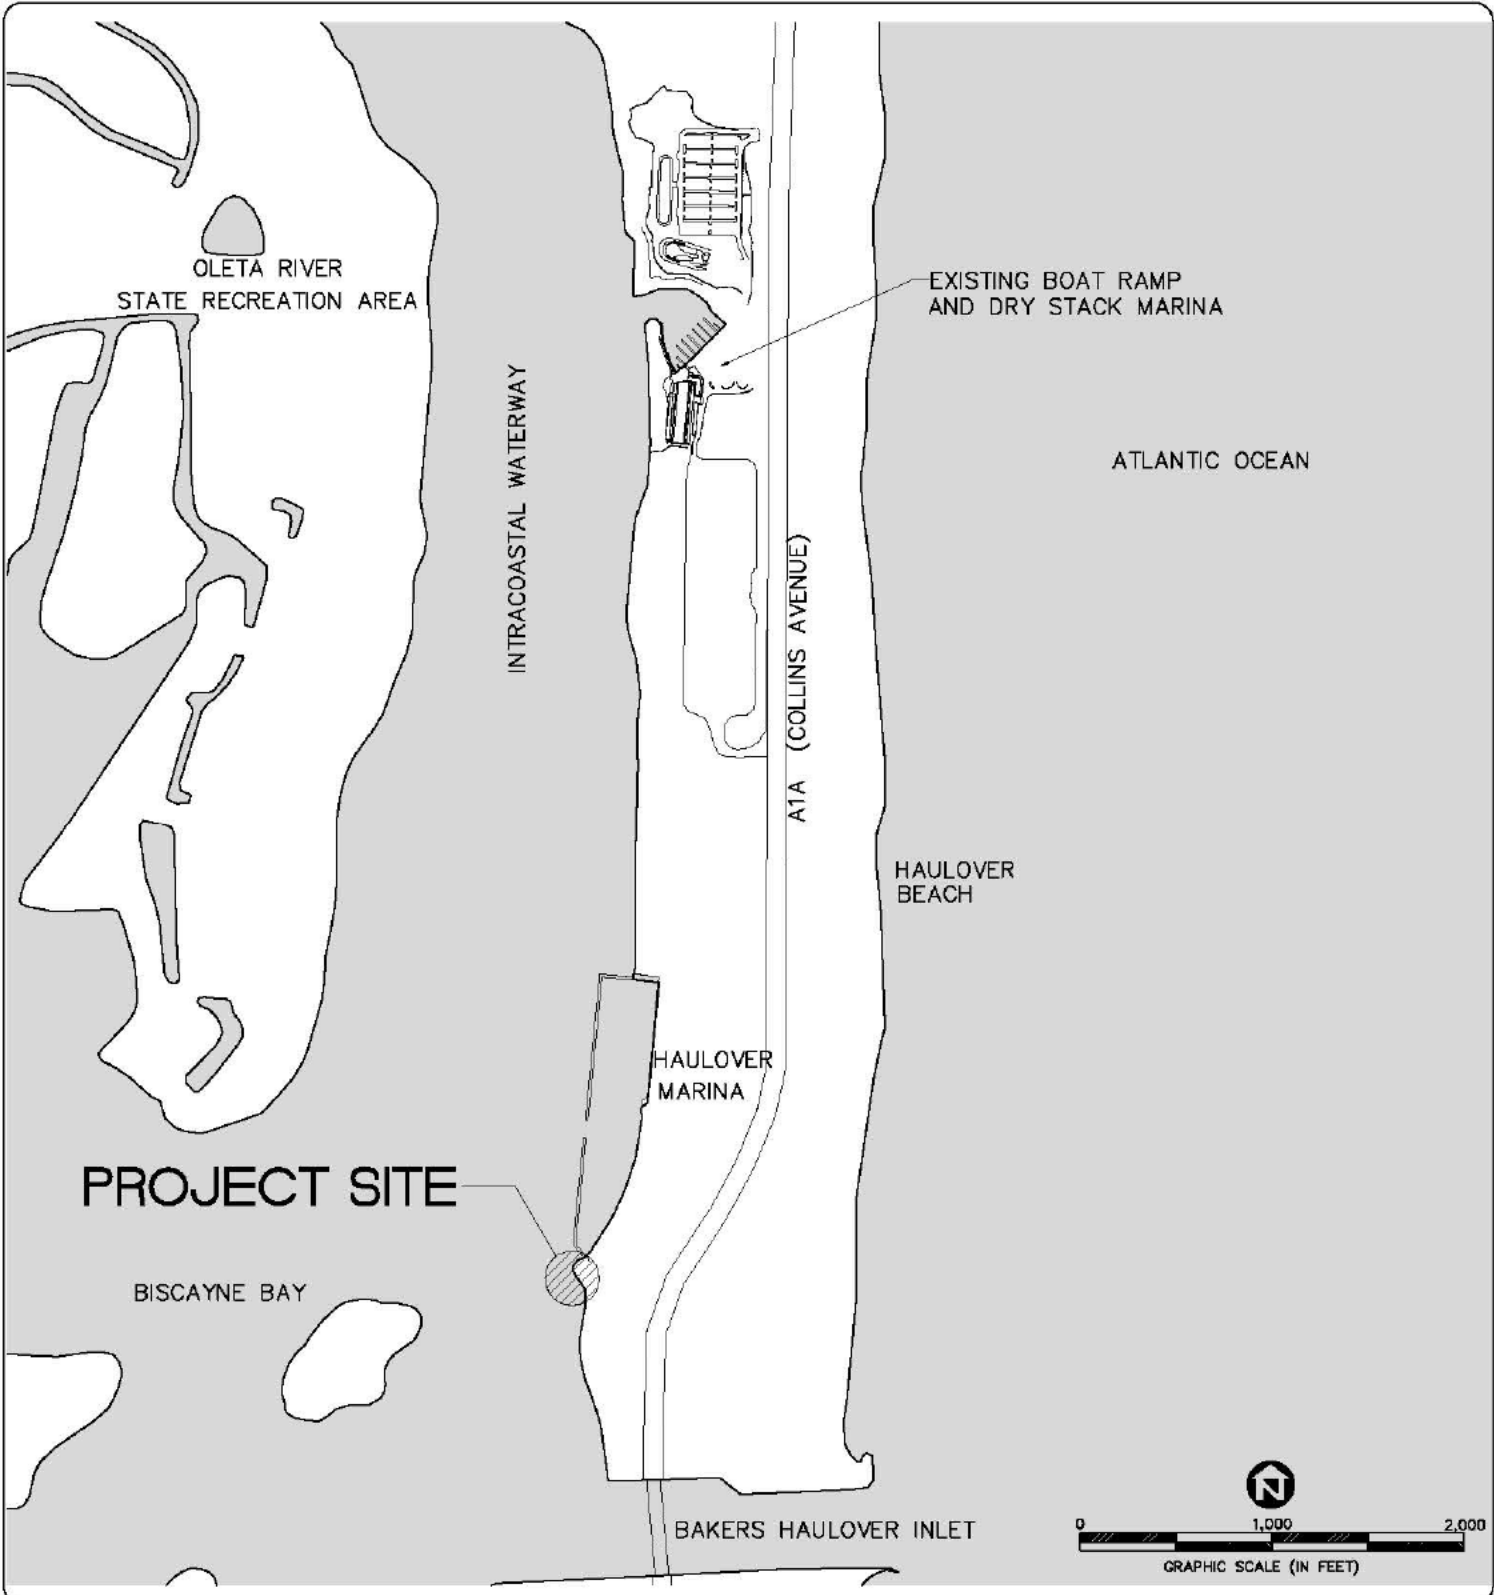 OLETA RIVER
STATE RECREATION AREA
EXISTING BOAT RAMP
AND DRY STACK MARINA
INTRACOASTAL WATERWAY
ATLANTIC OCEAN
A1A (COLLINS AVENUE)
HAULOVER
BEACH
HAULOVER
MARINA
PROJECT SITE
BISCAYNE BAY
BAKERS HAULOVER INLET
N
0 1,000 2,000
GRAPHIC SCALE (IN FEET)